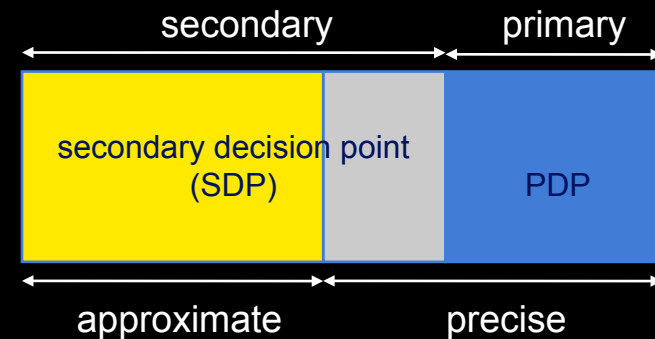 secondary primary
secondary decision point
(SDP) PDP
approximate precise